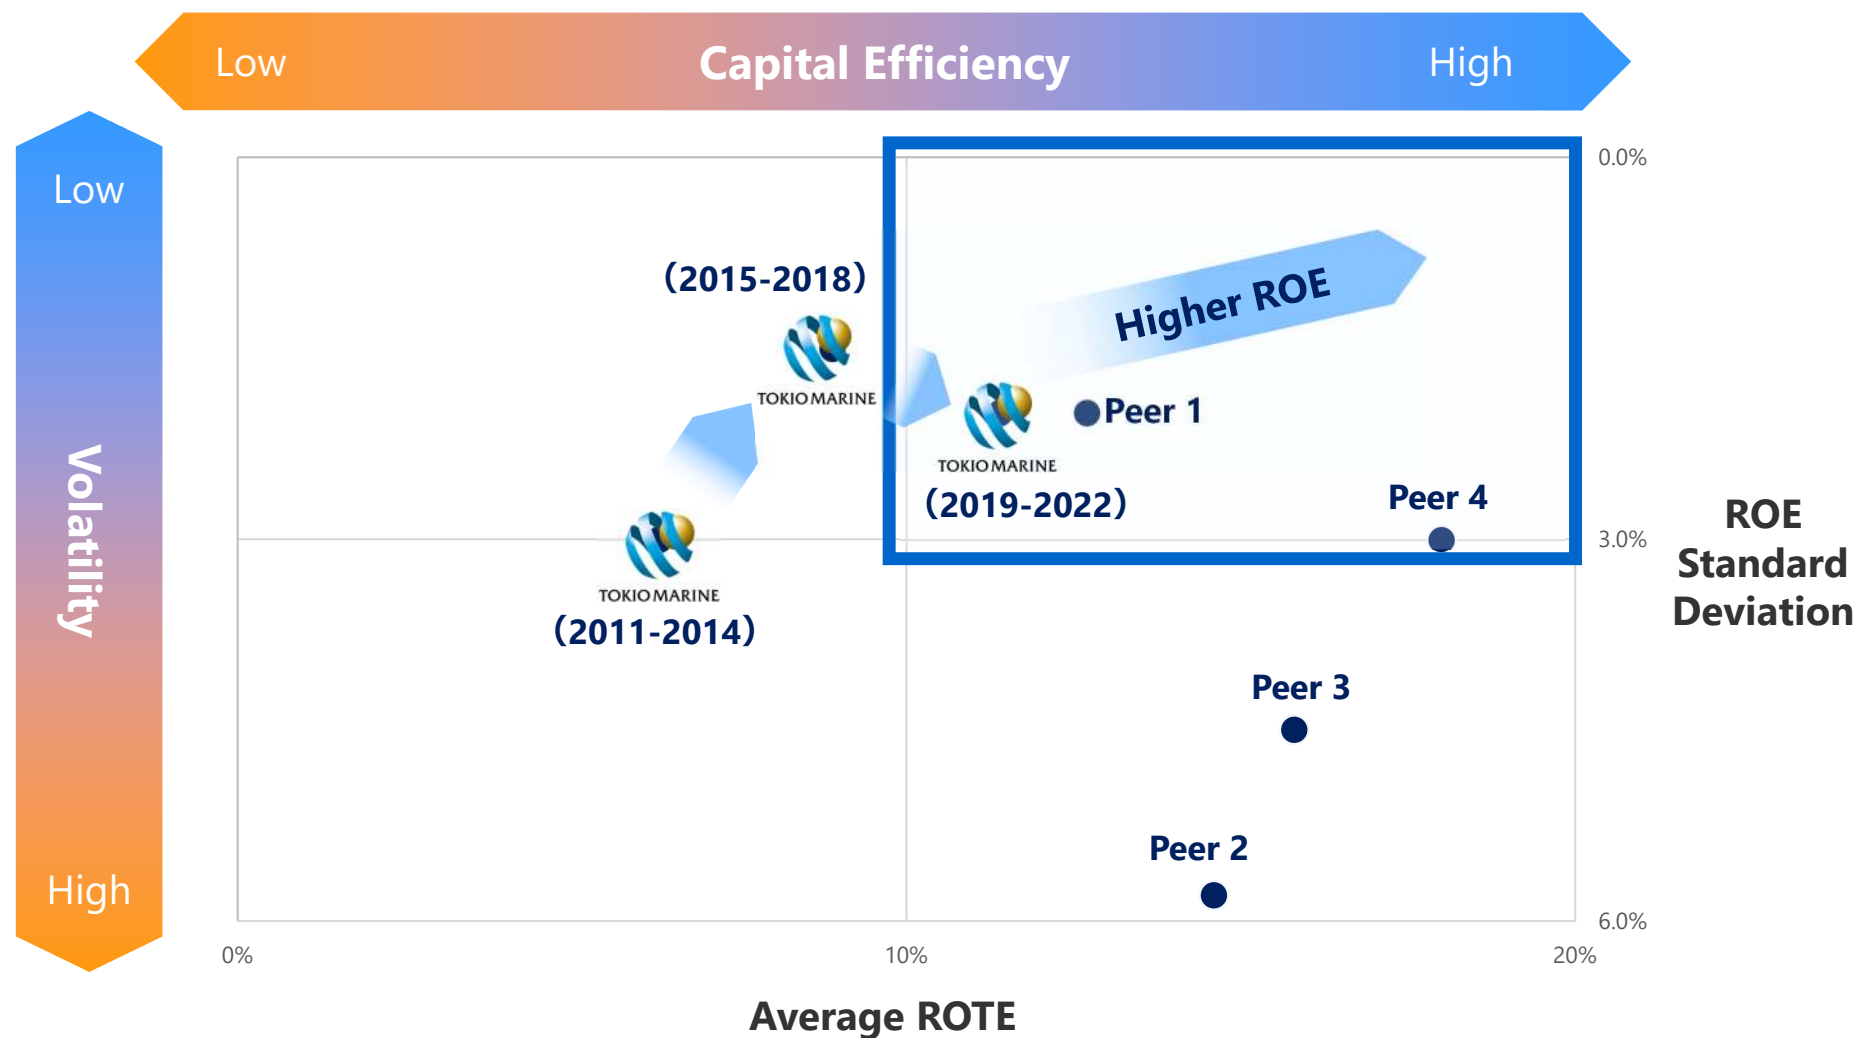 Low
Capital Efficiency
High
Low
Volatility
High
0.0%
(2015-2018)
TOKIO MARINE
Higher ROE
Peer 1
TOKIO MARINE
(2019-2022)
Peer 4
3.0%
ROE
Standard
Deviation
TOKIO MARINE
(2011-2014)
Peer 3
Peer 2
6.0%
0%
10%
20%
Average ROTE